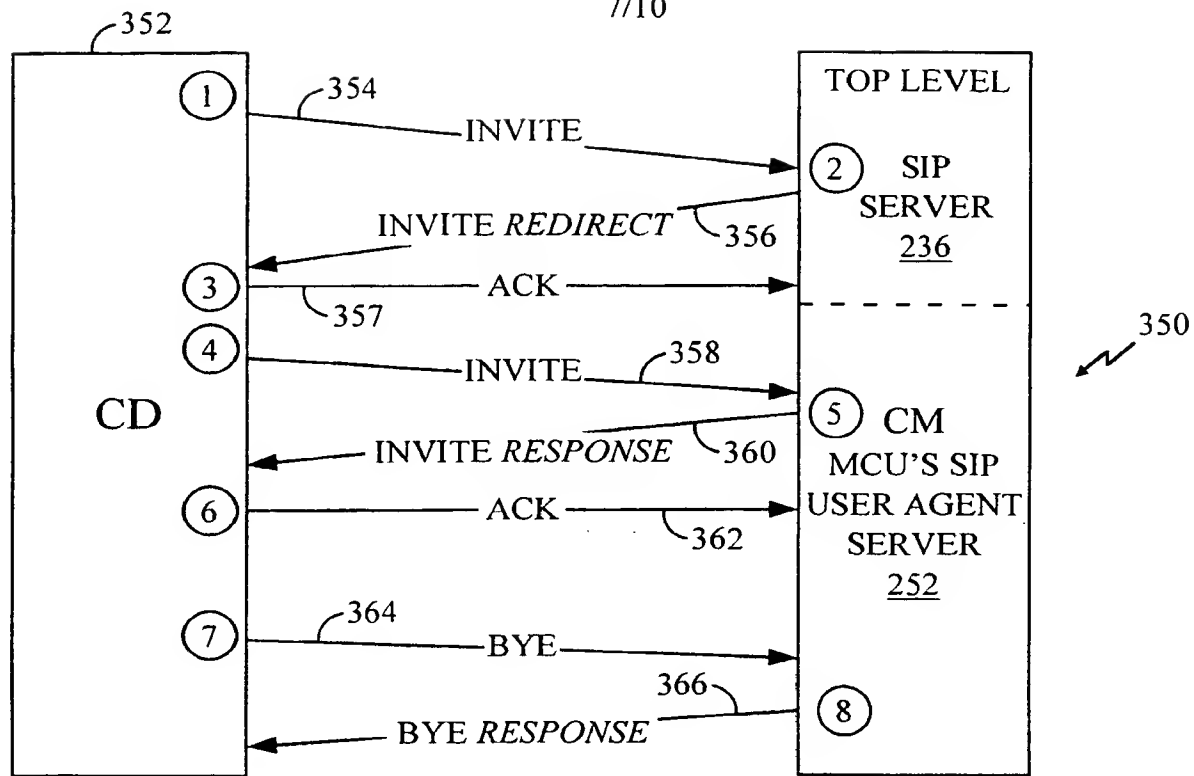 7/10
352
1
354
INVITE
TOP LEVEL
2
SIP
SERVER
236
INVITE REDIRECT
356
3
ACK
357
4
INVITE
358
350
CD
5
CM
MCU'S SIP
USER AGENT
SERVER
252
INVITE RESPONSE
360
6
ACK
362
7
364
BYE
366
8
BYE RESPONSE